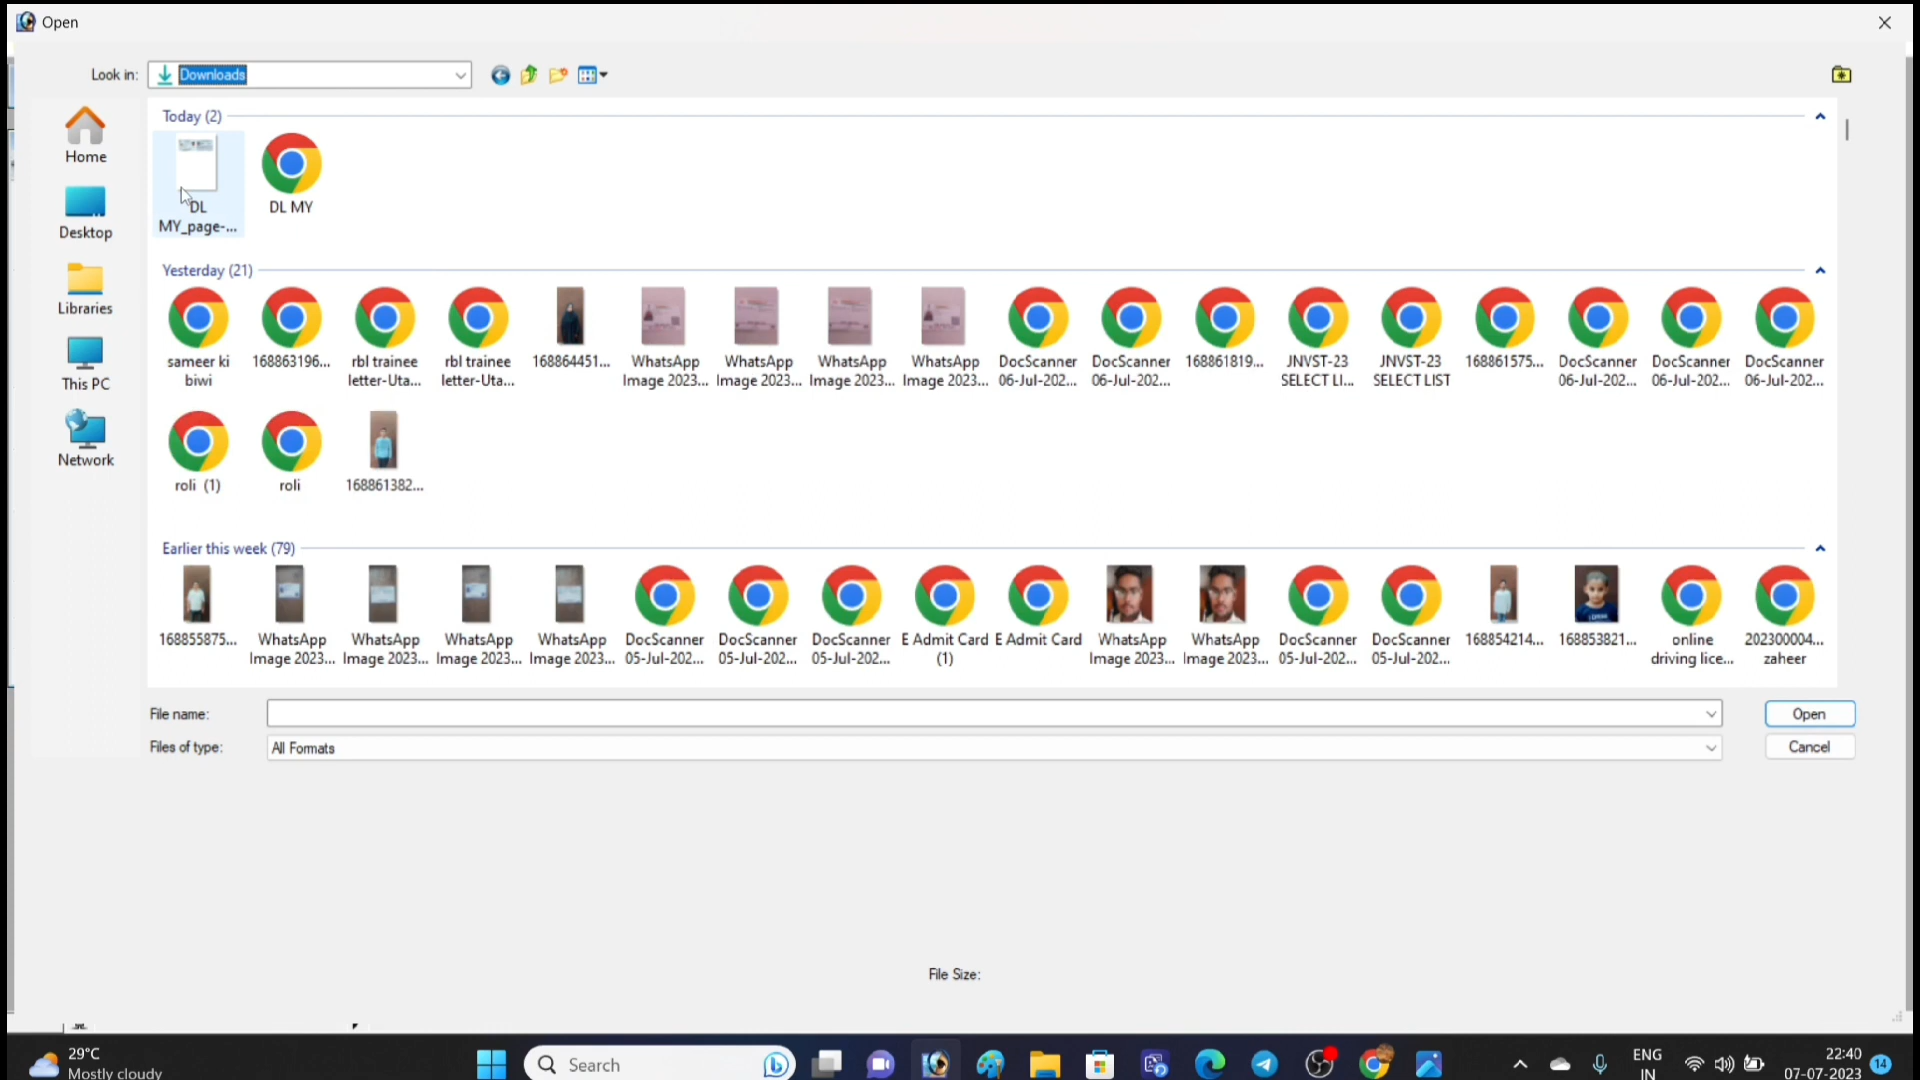 Open
Look in:
Downloads
Home
Desktop
Libraries
This PC
Network
Today (2)
DL
MY_page-...
DL MY
Yesterday (21)
sameer ki
biwi
168863196...
rbl trainee
letter-Uta...
rbl trainee
letter-Uta...
168864451...
WhatsApp
Image 2023...
WhatsApp
Image 2023...
WhatsApp
Image 2023...
WhatsApp
Image 2023...
DocScanner
06-Jul-202...
DocScanner
06-Jul-202...
168861819...
JNVST-23
SELECT LI...
JNVST-23
SELECT LIST
168861575...
DocScanner
06-Jul-202...
DocScanner
06-Jul-202...
DocScanner
06-Jul-202...
roli (1)
roli
168861382...
Earlier this week (79)
168855875...
WhatsApp
Image 2023...
WhatsApp
Image 2023...
WhatsApp
Image 2023...
WhatsApp
Image 2023...
DocScanner
05-Jul-202...
DocScanner
05-Jul-202...
DocScanner
05-Jul-202...
E Admit Card
(1)
E Admit Card
WhatsApp
Image 2023...
WhatsApp
Image 2023...
DocScanner
05-Jul-202...
DocScanner
05-Jul-202...
168854214...
168853821...
online
driving lice...
202300004...
zaheer
File name:
Open
Files of type:
All Formats
Cancel
File Size:
29°C
Mostly cloudy
Search
ENG
IN
22:40
07-07-2023
14